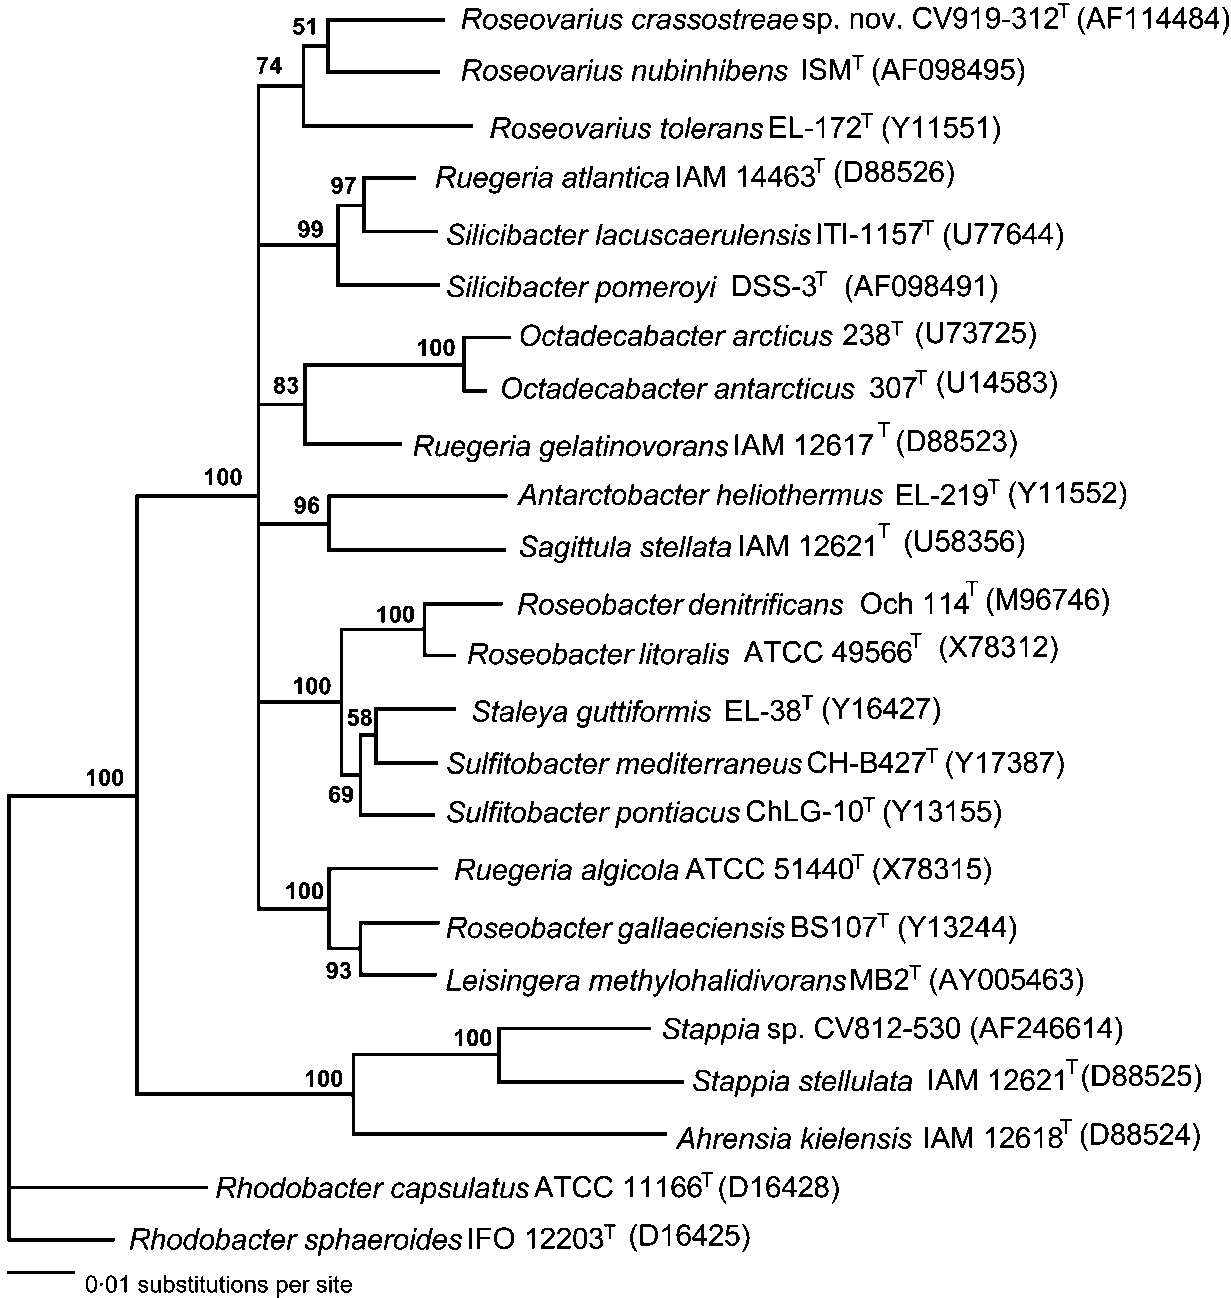 51 Roseovarius crassostreae sp. nov. CV919-312T (AF114484)
74 Roseovarius nubinhibens ISMT (AF098495)
Roseovarius tolerans EL-172T (Y11551)
97 Ruegeria atlantica IAM 14463T (D88526)
99 Silicibacter lacuscaerulensis ITI-1157T (U77644)
Silicibacter pomeroyi DSS-3T (AF098491)
100 Octadecabacter arcticus 238T (U73725)
83 Octadecabacter antarcticus 307T (U14583)
Ruegeria gelatinovorans IAM 12617T (D88523)
100
96 Antarctobacter heliothermus EL-219T (Y11552)
Sagittula stellata IAM 12621T (U58356)
100 Roseobacter denitrificans Och 114T (M96746)
Roseobacter litoralis ATCC 49566T (X78312)
100
58 Staleya guttiformis EL-38T (Y16427)
Sulfitobacter mediterraneus CH-B427T (Y17387)
69 Sulfitobacter pontiacus ChLG-10T (Y13155)
100
100 Ruegeria algicola ATCC 51440T (X78315)
Roseobacter gallaeciensis BS107T (Y13244)
93 Leisingera methylohalidivorans MB2T (AY005463)
100 Stappia sp. CV812-530 (AF246614)
100 Stappia stellulata IAM 12621T (D88525)
Ahrensia kielensis IAM 12618T (D88524)
Rhodobacter capsulatus ATCC 11166T (D16428)
Rhodobacter sphaeroides IFO 12203T (D16425)
0·01 substitutions per site